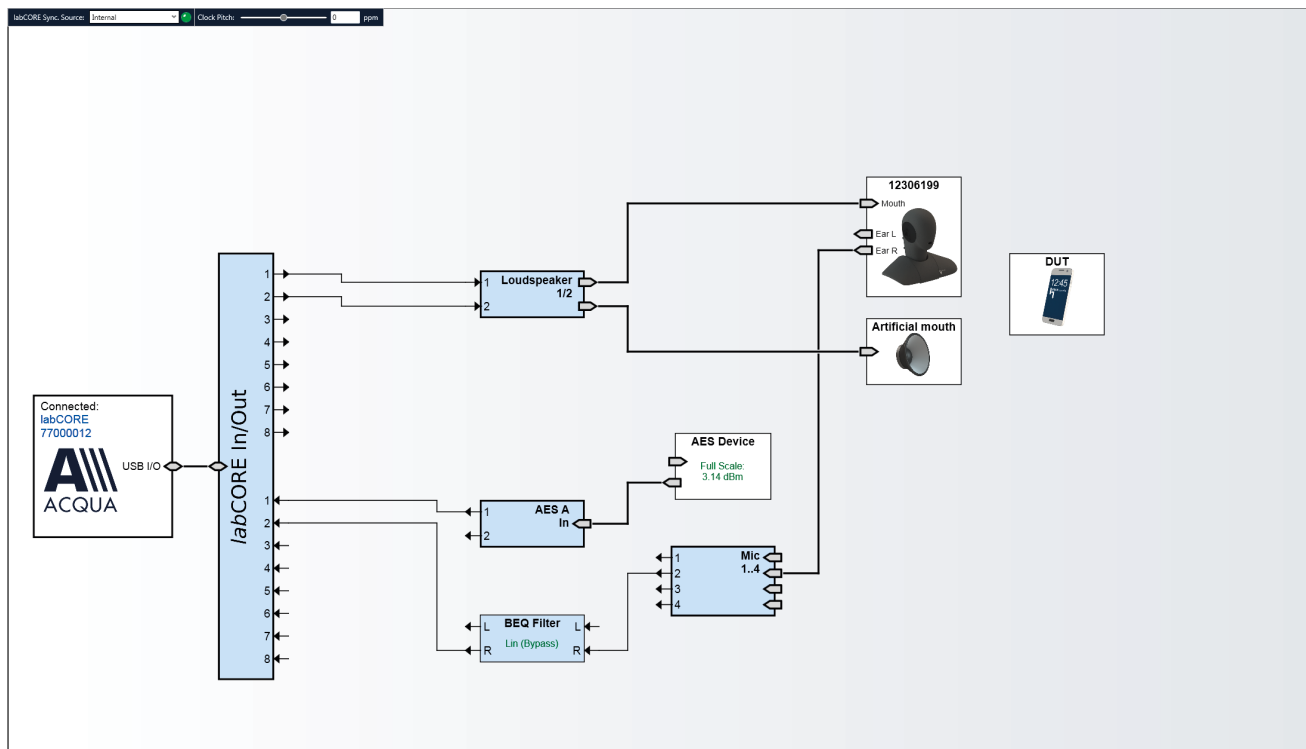 labCORE Sync. Source: Internal Clock Pitch: 0 ppm
12306199
Mouth
Ear L
Ear R
DUT
12:45
Loudspeaker
1/2
1
2
Artificial mouth
labCORE In/Out
1
2
3
4
5
6
7
8
1
2
3
4
5
6
7
8
Connected:
labCORE
77000012
USB I/O
ACQUA
AES Device
Full Scale:
3.14 dBm
AES A
In
1
2
Mic
1..4
1
2
3
4
BEQ Filter
Lin (Bypass)
L
R
L
R